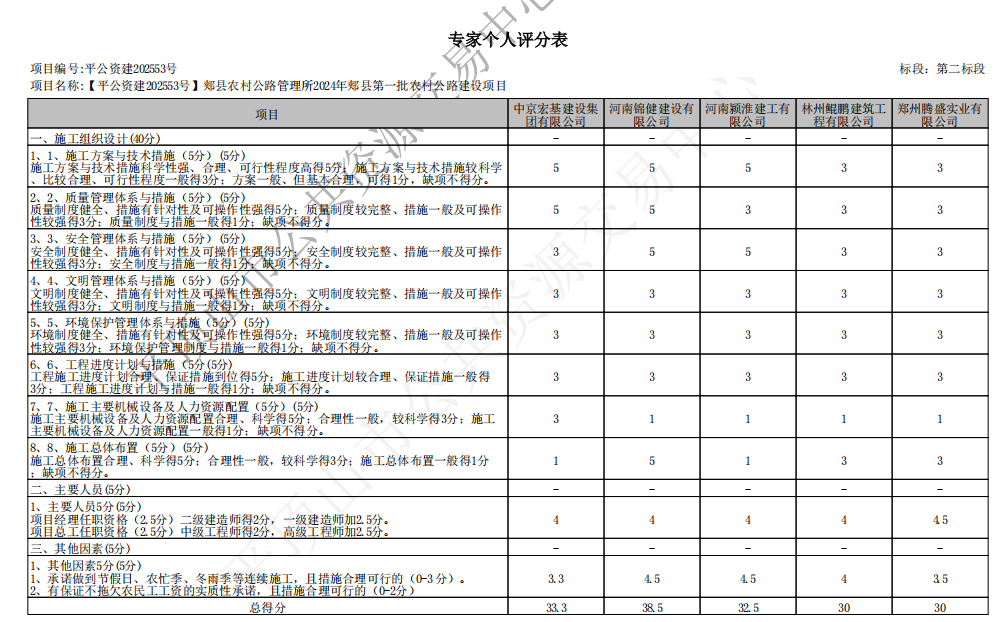 专家个人评分表
项目编号:平公资建202553号 标段：第二标段
项目名称:【平公资建202553号】郏县农村公路管理所2024年郏县第一批农村公路建设项目
项目 中京宏基建设集团有限公司 河南锦健建设有限公司 河南颍淮建工有限公司 林州鲲鹏建筑工程有限公司 郑州腾盛实业有限公司
一、施工组织设计(40分) － － － － －
1、1、施工方案与技术措施（5分）(5分)
施工方案与技术措施科学性强、合理、可行性程度高得5分；施工方案与技术措施较科学
、比较合理、可行性程度一般得3分；方案一般、但基本合理，可得1分，缺项不得分。
5 5 5 3 3
2、2、质量管理体系与措施（5分）(5分)
质量制度健全、措施有针对性及可操作性强得5分；质量制度较完整、措施一般及可操作
性较强得3分；质量制度与措施一般得1分；缺项不得分。
5 5 3 3 3
3、3、安全管理体系与措施（5分）(5分)
安全制度健全、措施有针对性及可操作性强得5分；安全制度较完整、措施一般及可操作
性较强得3分；安全制度与措施一般得1分；缺项不得分。
3 5 5 3 3
4、4、文明管理体系与措施（5分）(5分)
文明制度健全、措施有针对性及可操作性强得5分；文明制度较完整、措施一般及可操作
性较强得3分；文明制度与措施一般得1分；缺项不得分。
3 3 3 3 3
5、5、环境保护管理体系与措施（5分）(5分)
环境制度健全、措施有针对性及可操作性强得5分；环境制度较完整、措施一般及可操作
性较强得3分；环境保护管理制度与措施一般得1分；缺项不得分。
3 3 3 3 3
6、6、工程进度计划与措施（5分(5分)
工程施工进度计划合理、保证措施到位得5分；施工进度计划较合理、保证措施一般得
3分；工程施工进度计划与措施一般得1分；缺项不得分。
3 3 3 3 3
7、7、施工主要机械设备及人力资源配置（5分）(5分)
施工主要机械设备及人力资源配置合理、科学得5分；合理性一般，较科学得3分；施工
主要机械设备及人力资源配置一般得1分；缺项不得分。
3 1 1 1 1
8、8、施工总体布置（5分）(5分)
施工总体布置合理、科学得5分；合理性一般，较科学得3分；施工总体布置一般得1分
；缺项不得分。
1 5 1 3 3
二、主要人员(5分) － － － － －
1、主要人员5分(5分)
项目经理任职资格（2.5分）二级建造师得2分，一级建造师加2.5分。
项目总工任职资格（2.5分）中级工程师得2分，高级工程师加2.5分。
4 4 4 4 4.5
三、其他因素(5分) － － － － －
1、其他因素5分(5分)
1、承诺做到节假日、农忙季、冬雨季等连续施工，且措施合理可行的（0-3分）。
2、有保证不拖欠农民工工资的实质性承诺，且措施合理可行的（0-2分）
3.3 4.5 4.5 4 3.5
总得分 33.3 38.5 32.5 30 30
平顶山市公共资源交易中心
平顶山市公共资源交易中心